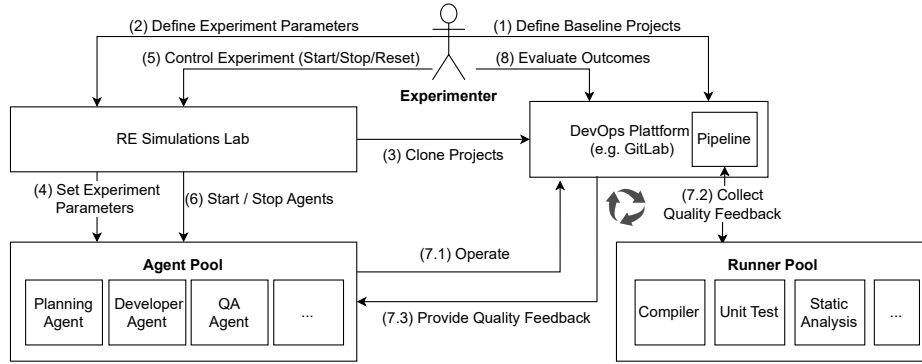 (2) Define Experiment Parameters
(1) Define Baseline Projects
(5) Control Experiment (Start/Stop/Reset)
(8) Evaluate Outcomes
Experimenter
RE Simulations Lab
DevOps Plattform
(e.g. GitLab)
Pipeline
(3) Clone Projects
(4) Set Experiment
Parameters
(6) Start / Stop Agents
(7.2) Collect
Quality Feedback
Agent Pool
(7.1) Operate
Runner Pool
Planning
Agent
Developer
Agent
QA
Agent
...
(7.3) Provide Quality Feedback
Compiler
Unit Test
Static
Analysis
...